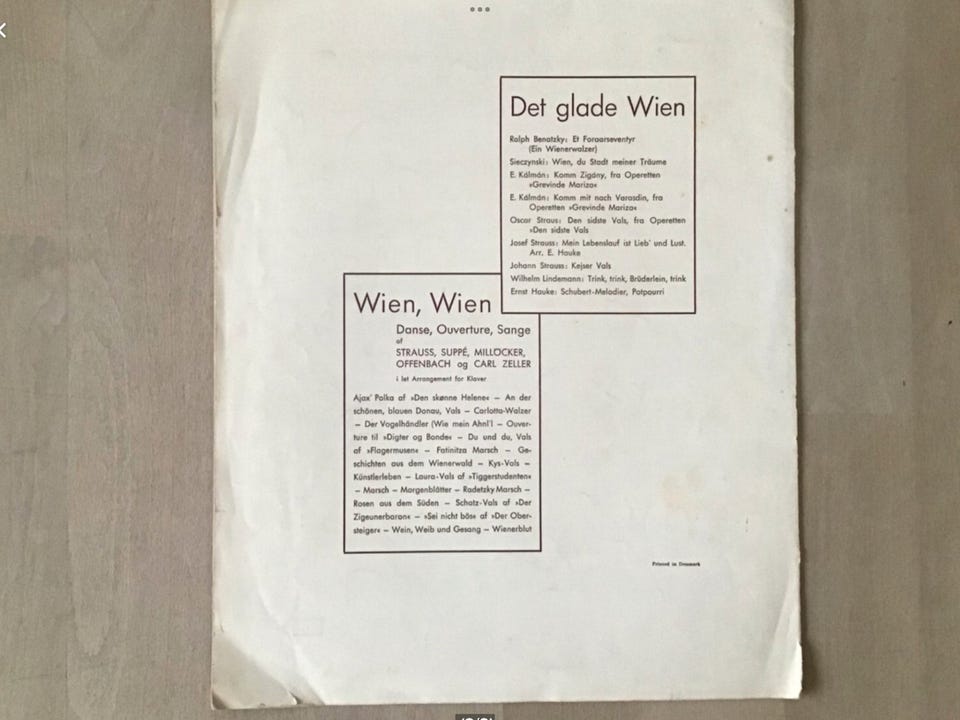 Det glade Wien
Ralph Benatzky: Et Foraarseventyr
(Ein Wienerwalzer)
Sieczynski: Wien, du Stadt meiner Träume
E. Kálmán: Komm Zigány, fra Operetten
»Grevinde Mariza«
E. Kálmán: Komm mit nach Varasdin, fra
Operetten »Grevinde Mariza«
Oscar Straus: Den sidste Vals, fra Operetten
»Den sidste Vals
Josef Strauss: Mein Lebenslauf ist Lieb' und Lust.
Arr. E. Hauke
Johann Strauss: Kejser Vals
Wilhelm Lindemann: Trink, trink, Brüderlein, trink
Ernst Hauke: Schubert-Melodier, Potpourri
Wien, Wien
Danse, Ouverture, Sange
af
STRAUSS, SUPPÉ, MILLÖCKER,
OFFENBACH og CARL ZELLER
i let Arrangement for Klaver
Ajax' Polka af »Den skønne Helene« – An der
schönen, blauen Donau, Vals – Carlotta-Walzer
– Der Vogelhändler (Wie mein Ahnl'l – Ouver-
ture til »Digter og Bonde« – Du und du, Vals
af »Flagermusen« – Fatinitza Marsch – Ge-
schichten aus dem Wienerwald – Kys-Vals –
Künstlerleben – Laura-Vals af »Tiggerstudenten«
– Marsch – Morgenblätter – Radetzky Marsch –
Rosen aus dem Süden – Schatz-Vals af »Der
Zigeunerbaron« – »Sei nicht bös« af »Der Ober-
steiger« – Wein, Weib und Gesang – Wienerblut
Printed in Denmark